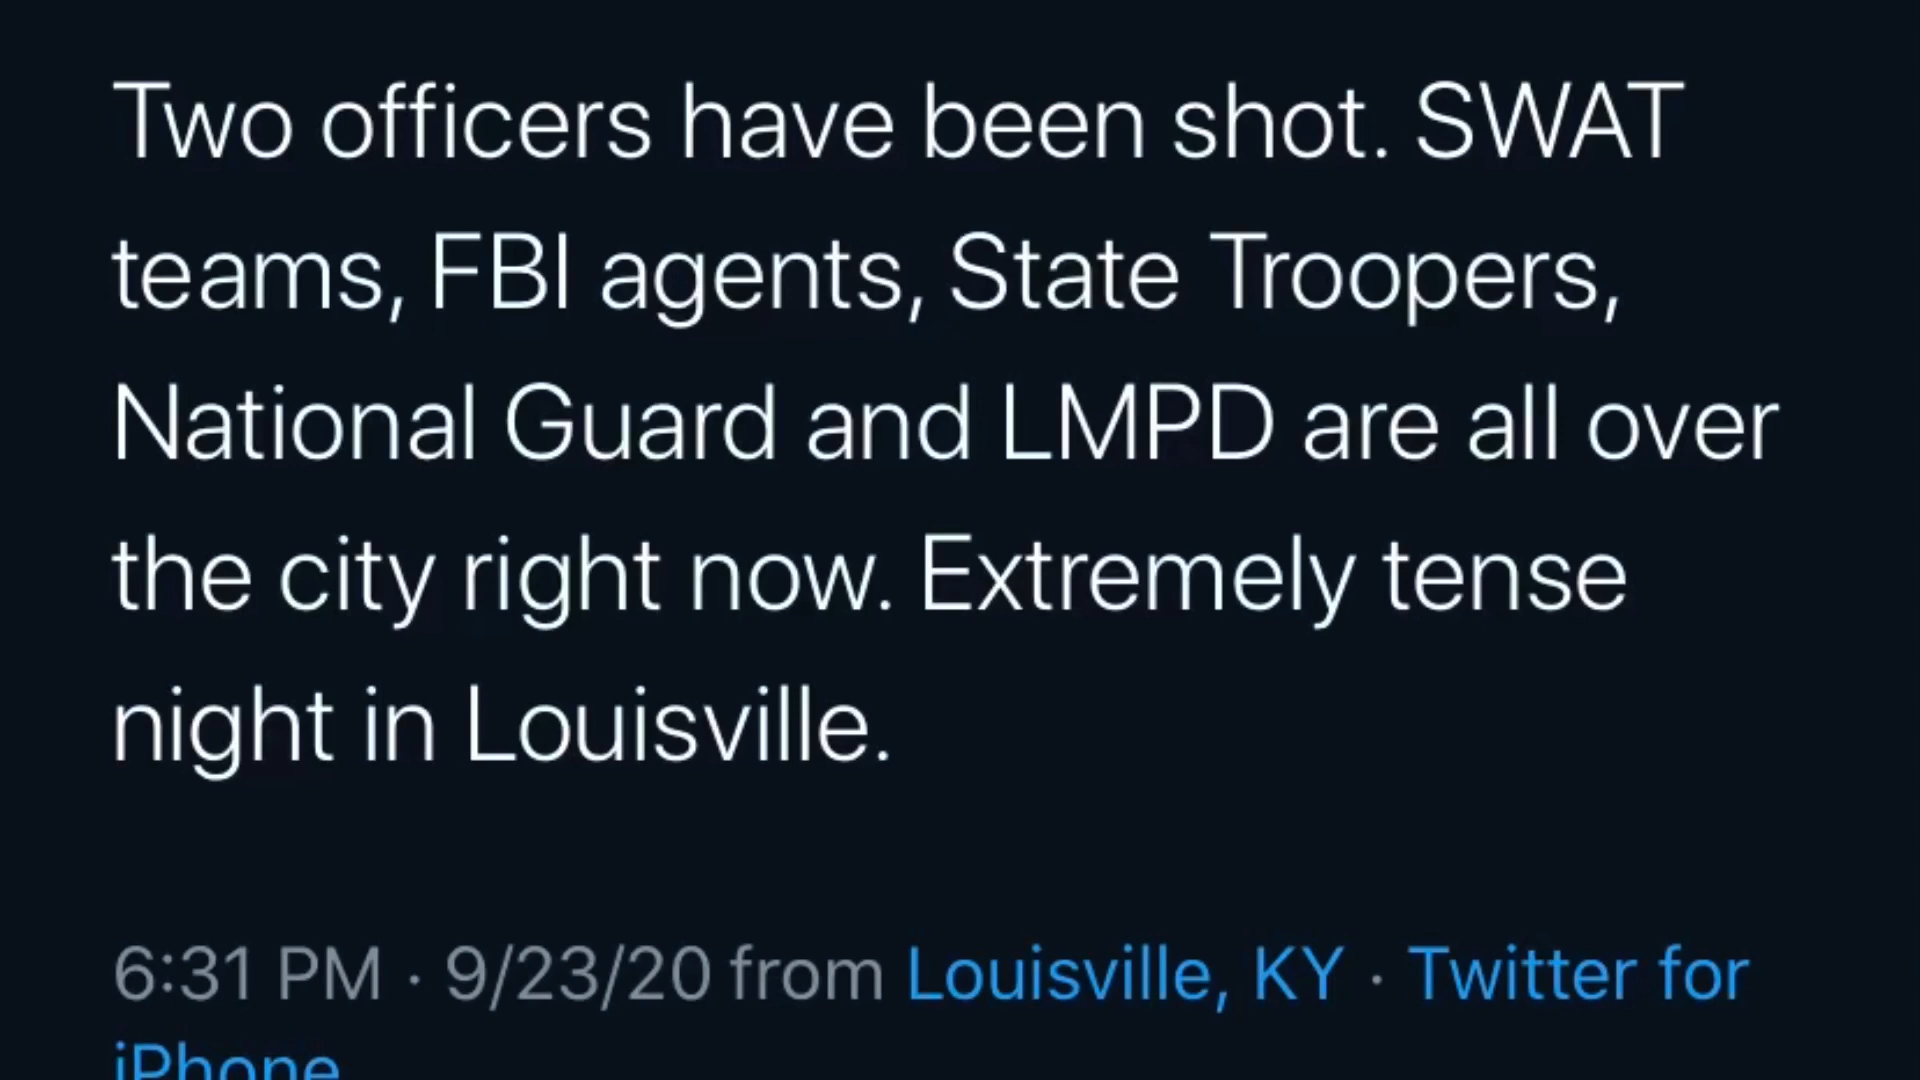 Two officers have been shot. SWAT
teams, FBI agents, State Troopers,
National Guard and LMPD are all over
the city right now. Extremely tense
night in Louisville.
6:31 PM · 9/23/20 from Louisville, KY · Twitter for
iPhone